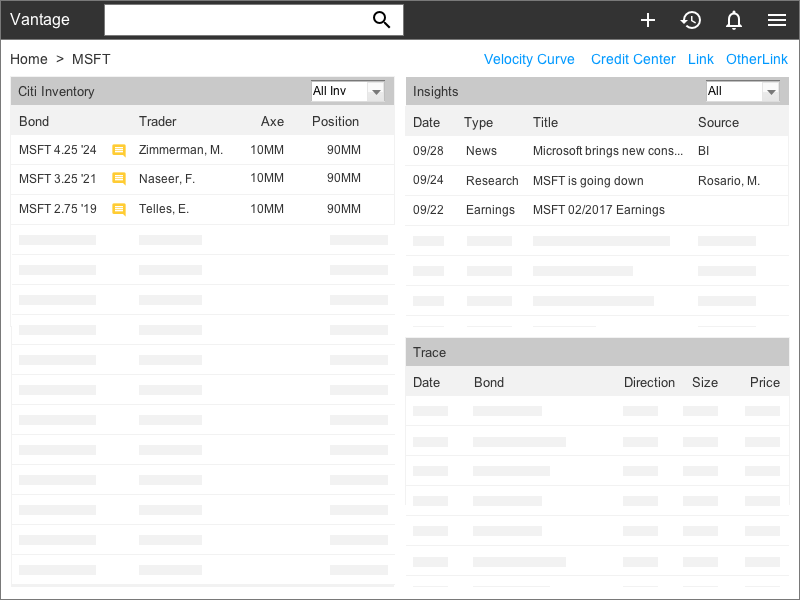 Vantage
Home > MSFT
Velocity Curve Credit Center Link OtherLink
Citi Inventory All Inv
Bond Trader Axe Position
MSFT 4.25 '24 Zimmerman, M. 10MM 90MM
MSFT 3.25 '21 Naseer, F. 10MM 90MM
MSFT 2.75 '19 Telles, E. 10MM 90MM
Insights All
Date Type Title Source
09/28 News Microsoft brings new cons... BI
09/24 Research MSFT is going down Rosario, M.
09/22 Earnings MSFT 02/2017 Earnings
Trace
Date Bond Direction Size Price